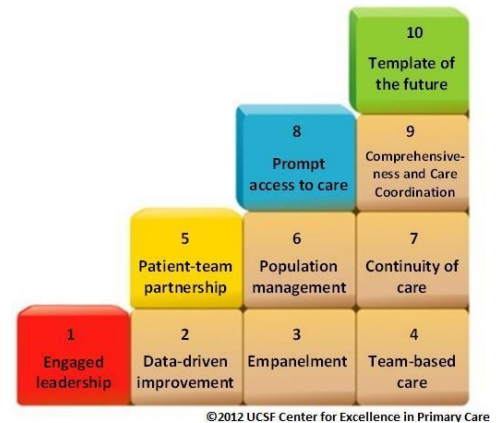 10
Template of
the future
8
Prompt
access to care
9
Comprehensive-
ness and Care
Coordination
5
Patient-team
partnership
6
Population
management
7
Continuity of
care
1
Engaged
leadership
2
Data-driven
improvement
3
Empanelment
4
Team-based
care
©2012 UCSF Center for Excellence in Primary Care